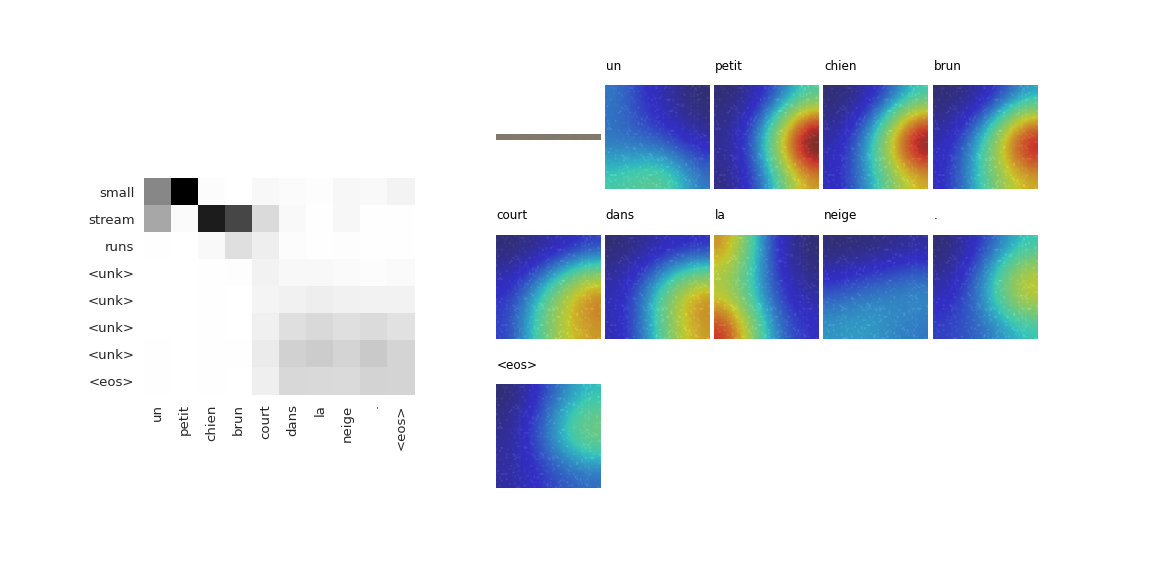 small
stream
runs
<unk>
<unk>
<unk>
<unk>
<eos>
un petit chien brun court dans la neige . <eos>
un petit chien brun
court dans la neige .
<eos>